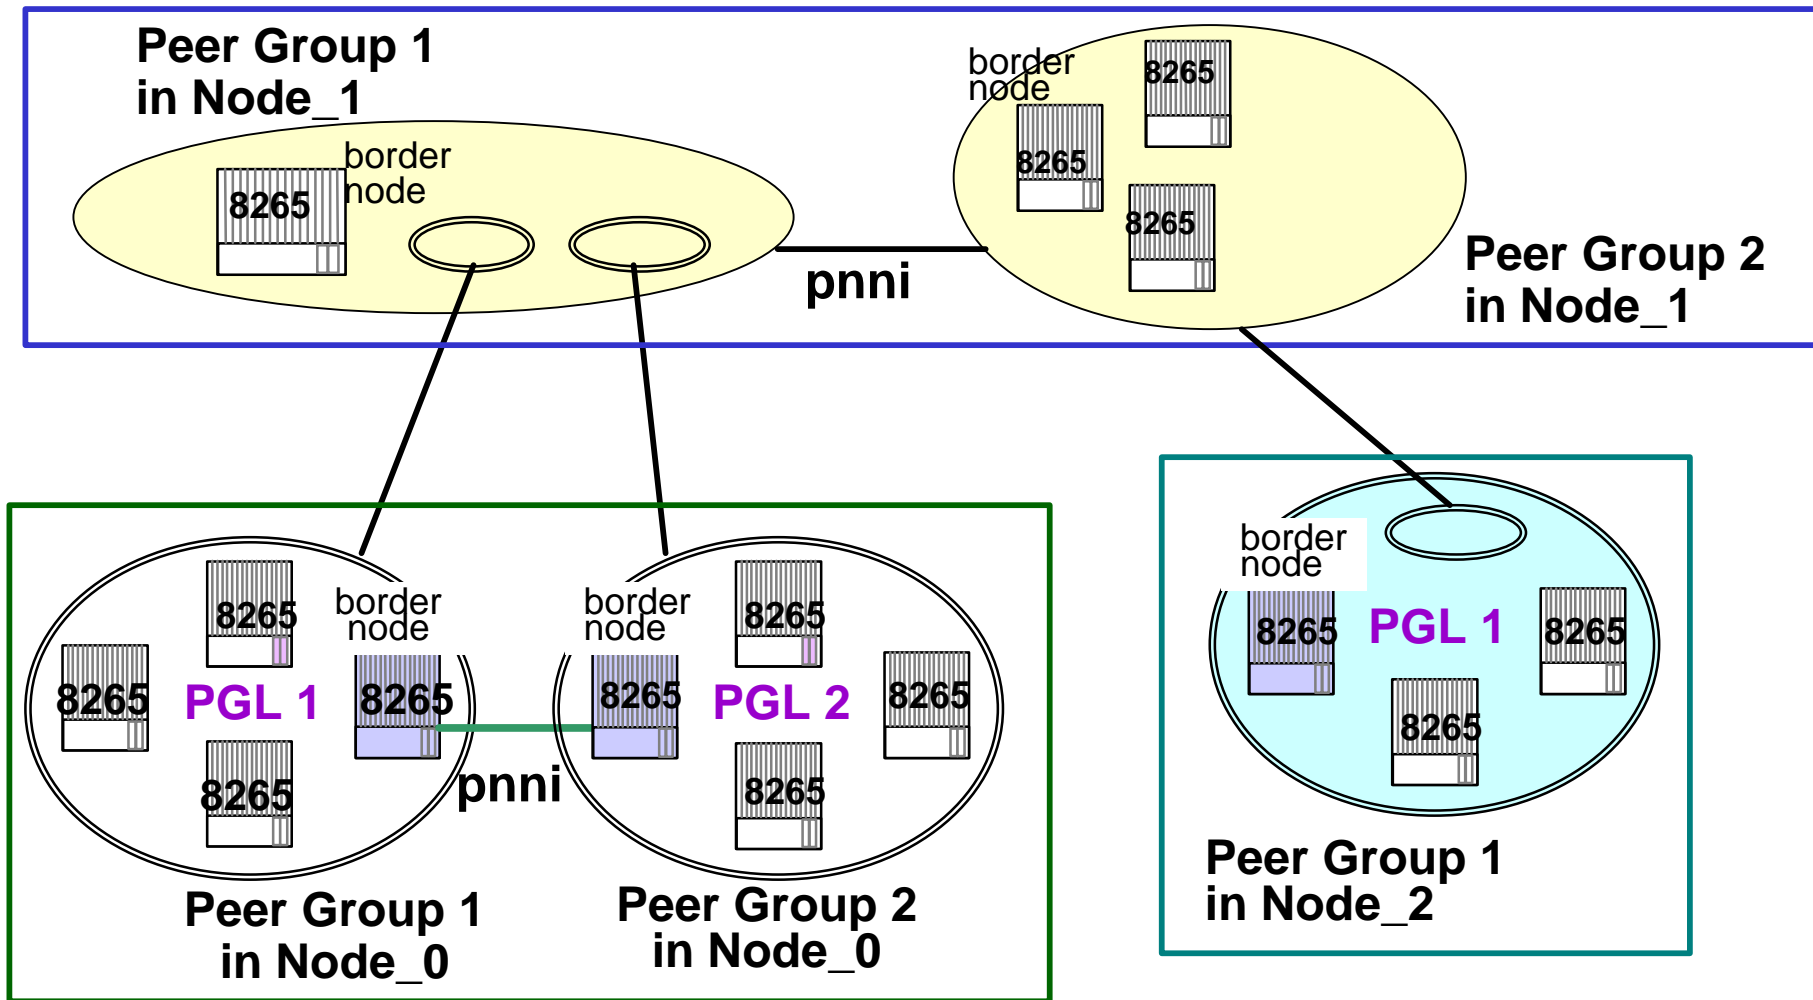 Peer Group 1
in Node_1
border
node
8265
pnni
border
node
8265
8265
8265
Peer Group 2
in Node_1
8265
border
node
8265
PGL 1
8265
8265
pnni
Peer Group 1
in Node_0
border
node
8265
8265
PGL 2
8265
8265
Peer Group 2
in Node_0
border
node
8265
PGL 1
8265
8265
Peer Group 1
in Node_2